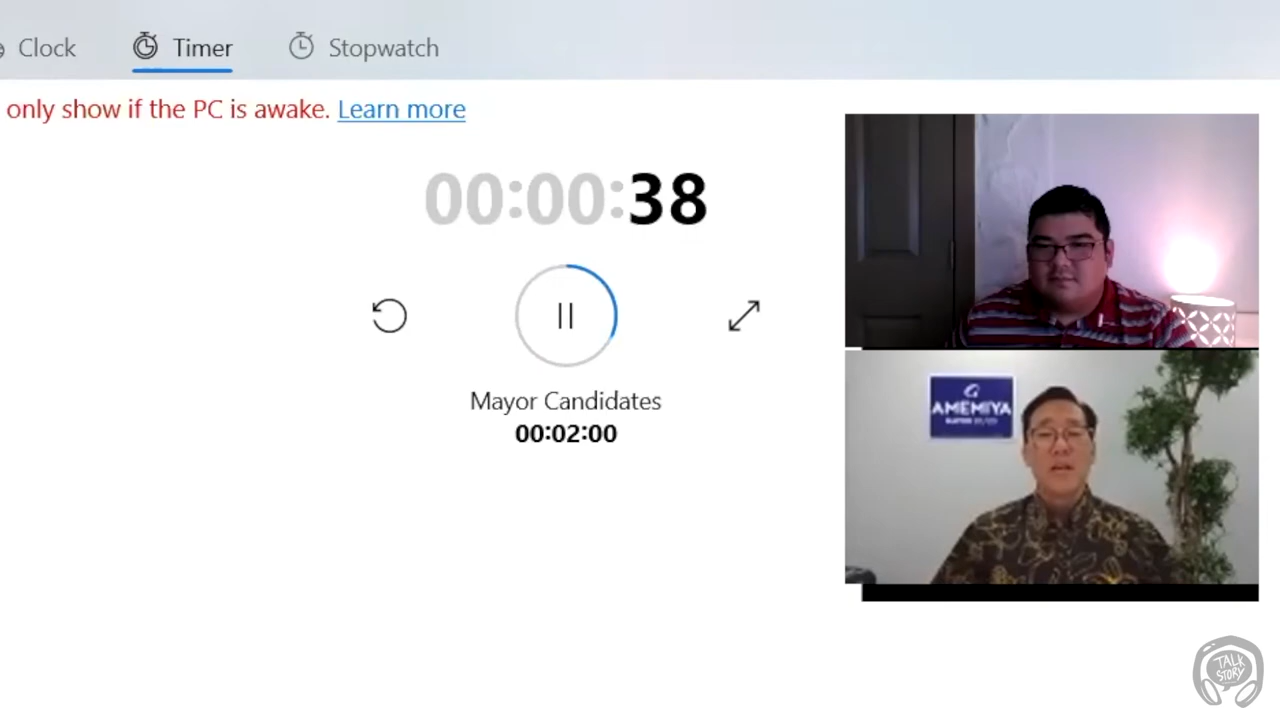 Clock Timer Stopwatch
only show if the PC is awake. Learn more
00:00:38
Mayor Candidates
00:02:00
AMEMIYA
TALK
STORY